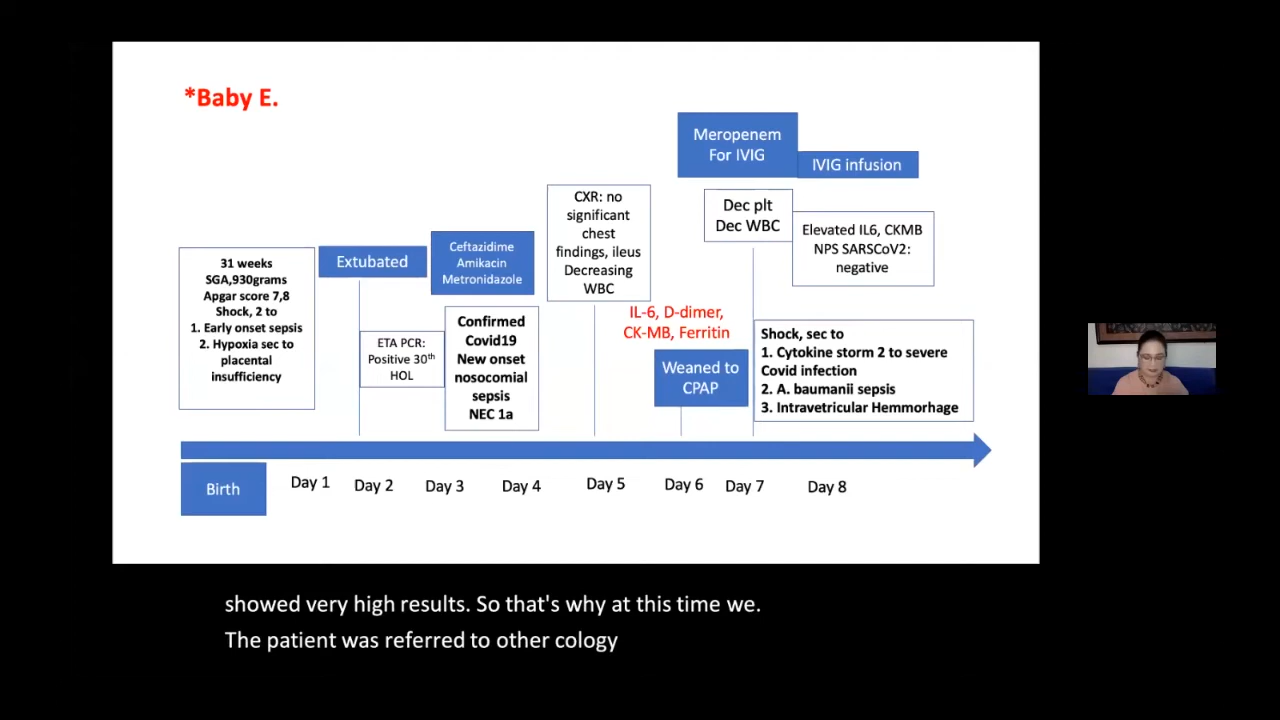 *Baby E.
Meropenem
For IVIG
IVIG infusion
CXR: no
significant
chest
findings, ileus
Decreasing
WBC
Dec plt
Dec WBC
Elevated IL6, CKMB
NPS SARSCoV2:
negative
31 weeks
SGA,930grams
Apgar score 7,8
Shock, 2 to
1. Early onset sepsis
2. Hypoxia sec to
placental
insufficiency
Extubated
Ceftazidime
Amikacin
Metronidazole
ETA PCR:
Positive 30th
HOL
Confirmed
Covid19
New onset
nosocomial
sepsis
NEC 1a
IL-6, D-dimer,
CK-MB, Ferritin
Weaned to
CPAP
Shock, sec to
1. Cytokine storm 2 to severe
Covid infection
2. A. baumanii sepsis
3. Intravetricular Hemmorhage
Birth
Day 1
Day 2
Day 3
Day 4
Day 5
Day 6
Day 7
Day 8
showed very high results. So that's why at this time we.
The patient was referred to other cology